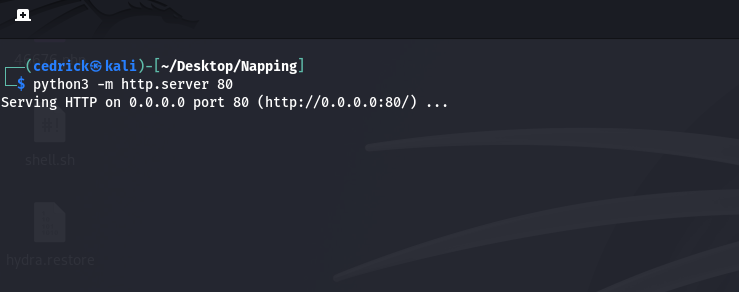 ┌──(cedrick㉿kali)-[~/Desktop/Napping]
└─$ python3 -m http.server 80
Serving HTTP on 0.0.0.0 port 80 (http://0.0.0.0:80/) ...
shell.sh
hydra.restore